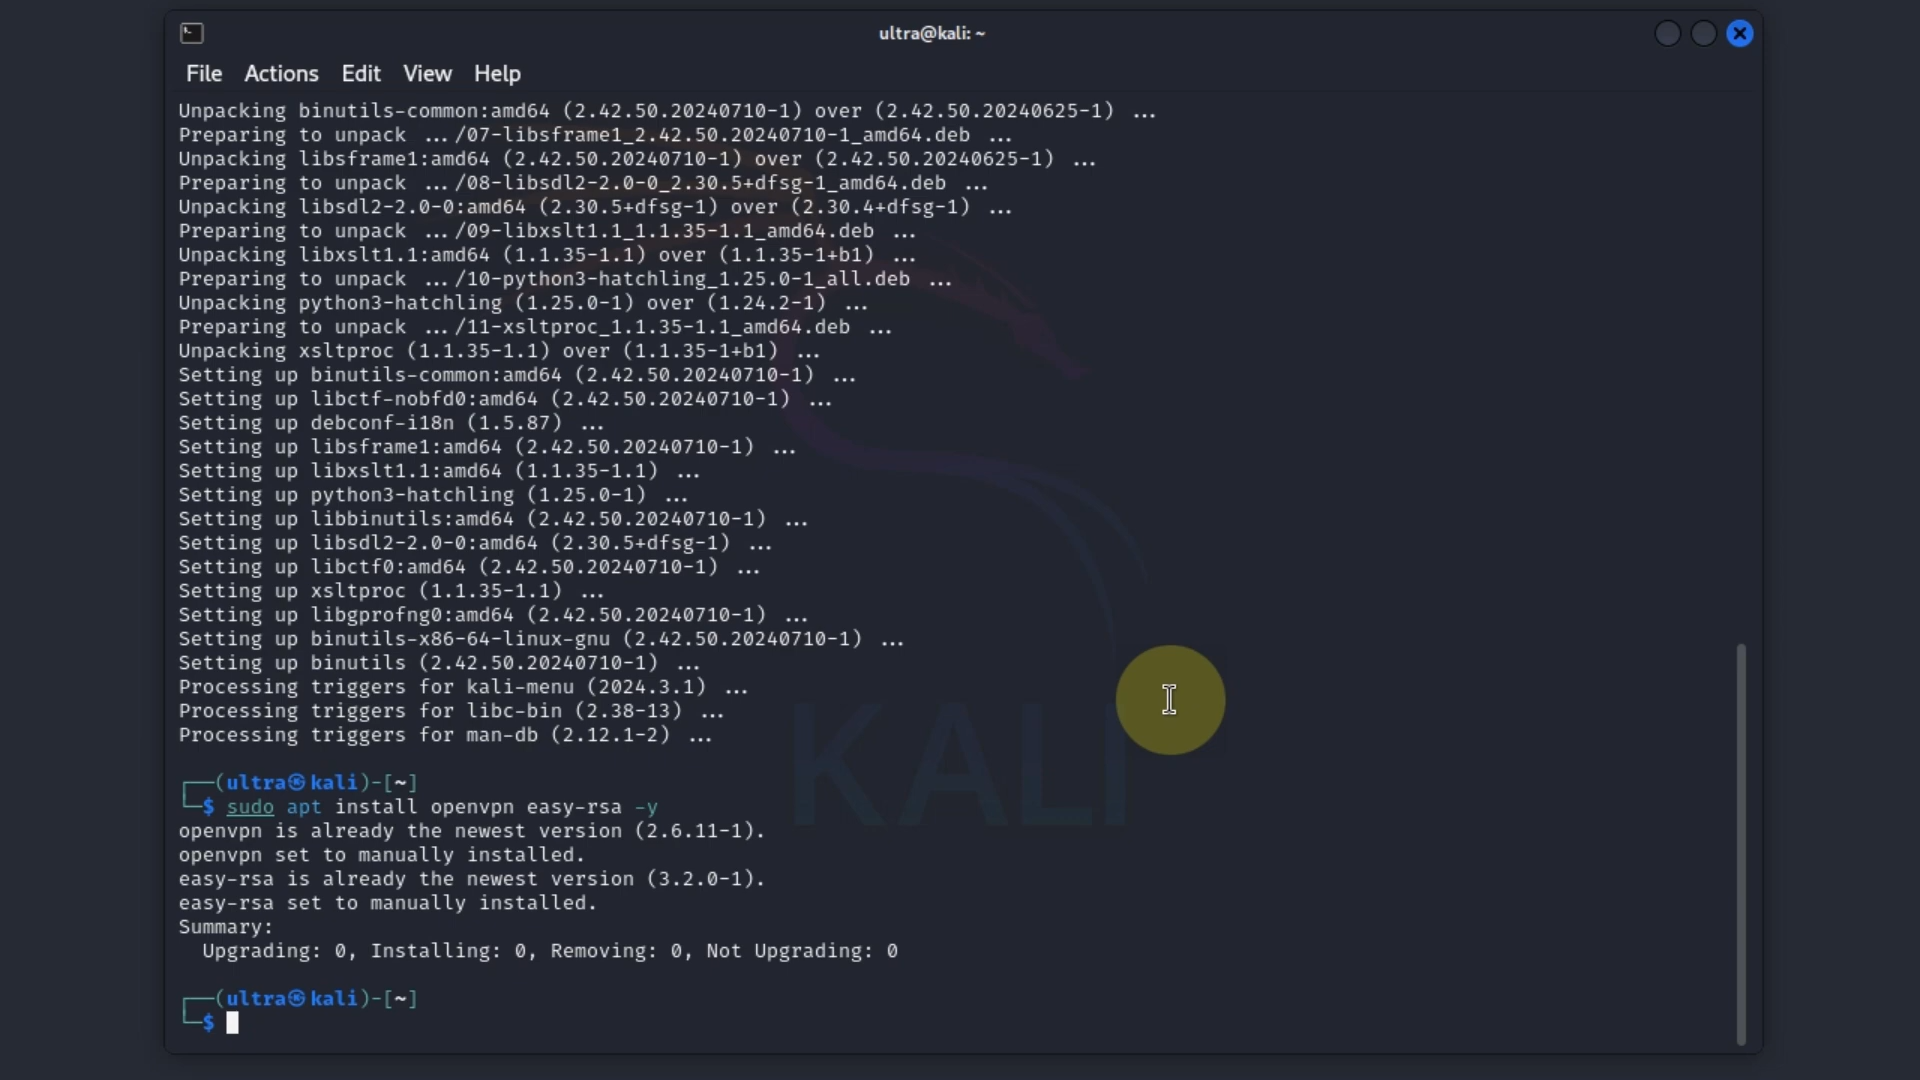 ultra@kali: ~
File Actions Edit View Help
Unpacking binutils-common:amd64 (2.42.50.20240710-1) over (2.42.50.20240625-1) ...
Preparing to unpack .../07-libsframe1_2.42.50.20240710-1_amd64.deb ...
Unpacking libsframe1:amd64 (2.42.50.20240710-1) over (2.42.50.20240625-1) ...
Preparing to unpack .../08-libsdl2-2.0-0_2.30.5+dfsg-1_amd64.deb ...
Unpacking libsdl2-2.0-0:amd64 (2.30.5+dfsg-1) over (2.30.4+dfsg-1) ...
Preparing to unpack .../09-libxslt1.1_1.1.35-1.1_amd64.deb ...
Unpacking libxslt1.1:amd64 (1.1.35-1.1) over (1.1.35-1+b1) ...
Preparing to unpack .../10-python3-hatchling_1.25.0-1_all.deb ...
Unpacking python3-hatchling (1.25.0-1) over (1.24.2-1) ...
Preparing to unpack .../11-xsltproc_1.1.35-1.1_amd64.deb ...
Unpacking xsltproc (1.1.35-1.1) over (1.1.35-1+b1) ...
Setting up binutils-common:amd64 (2.42.50.20240710-1) ...
Setting up libctf-nobfd0:amd64 (2.42.50.20240710-1) ...
Setting up debconf-i18n (1.5.87) ...
Setting up libsframe1:amd64 (2.42.50.20240710-1) ...
Setting up libxslt1.1:amd64 (1.1.35-1.1) ...
Setting up python3-hatchling (1.25.0-1) ...
Setting up libbinutils:amd64 (2.42.50.20240710-1) ...
Setting up libsdl2-2.0-0:amd64 (2.30.5+dfsg-1) ...
Setting up libctf0:amd64 (2.42.50.20240710-1) ...
Setting up xsltproc (1.1.35-1.1) ...
Setting up libgprofng0:amd64 (2.42.50.20240710-1) ...
Setting up binutils-x86-64-linux-gnu (2.42.50.20240710-1) ...
Setting up binutils (2.42.50.20240710-1) ...
Processing triggers for kali-menu (2024.3.1) ...
Processing triggers for libc-bin (2.38-13) ...
Processing triggers for man-db (2.12.1-2) ...
KALI
┌──(ultra㉿kali)-[~]
└─$ sudo apt install openvpn easy-rsa -y
openvpn is already the newest version (2.6.11-1).
openvpn set to manually installed.
easy-rsa is already the newest version (3.2.0-1).
easy-rsa set to manually installed.
Summary:
Upgrading: 0, Installing: 0, Removing: 0, Not Upgrading: 0
┌──(ultra㉿kali)-[~]
└─$